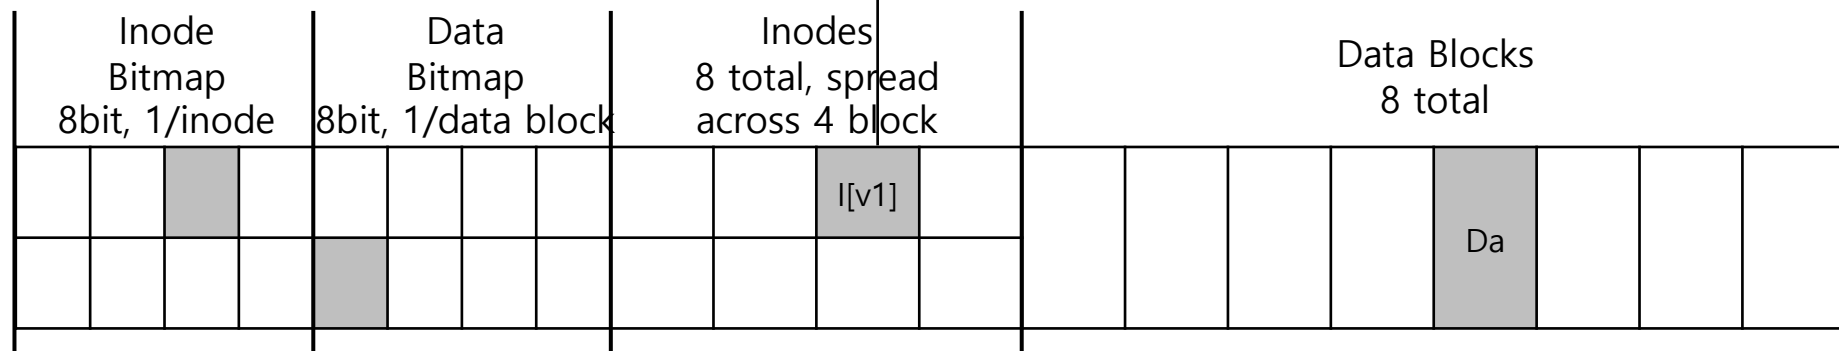 Inode
Bitmap
8bit, 1/inode
Data
Bitmap
8bit, 1/data block
Inodes
8 total, spread
across 4 block
Data Blocks
8 total
I[v1]
Da